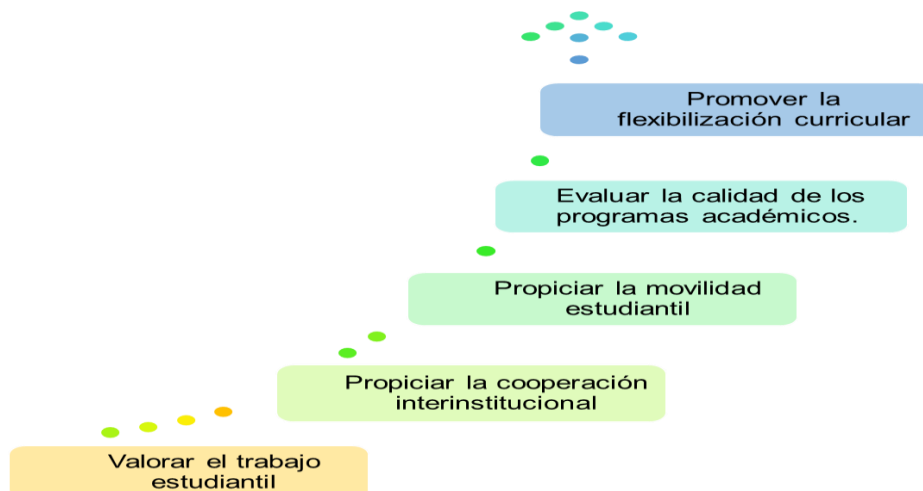 Promover la
flexibilización curricular
Evaluar la calidad de los
programas académicos.
Propiciar la movilidad
estudiantil
Propiciar la cooperación
interinstitucional
Valorar el trabajo
estudiantil